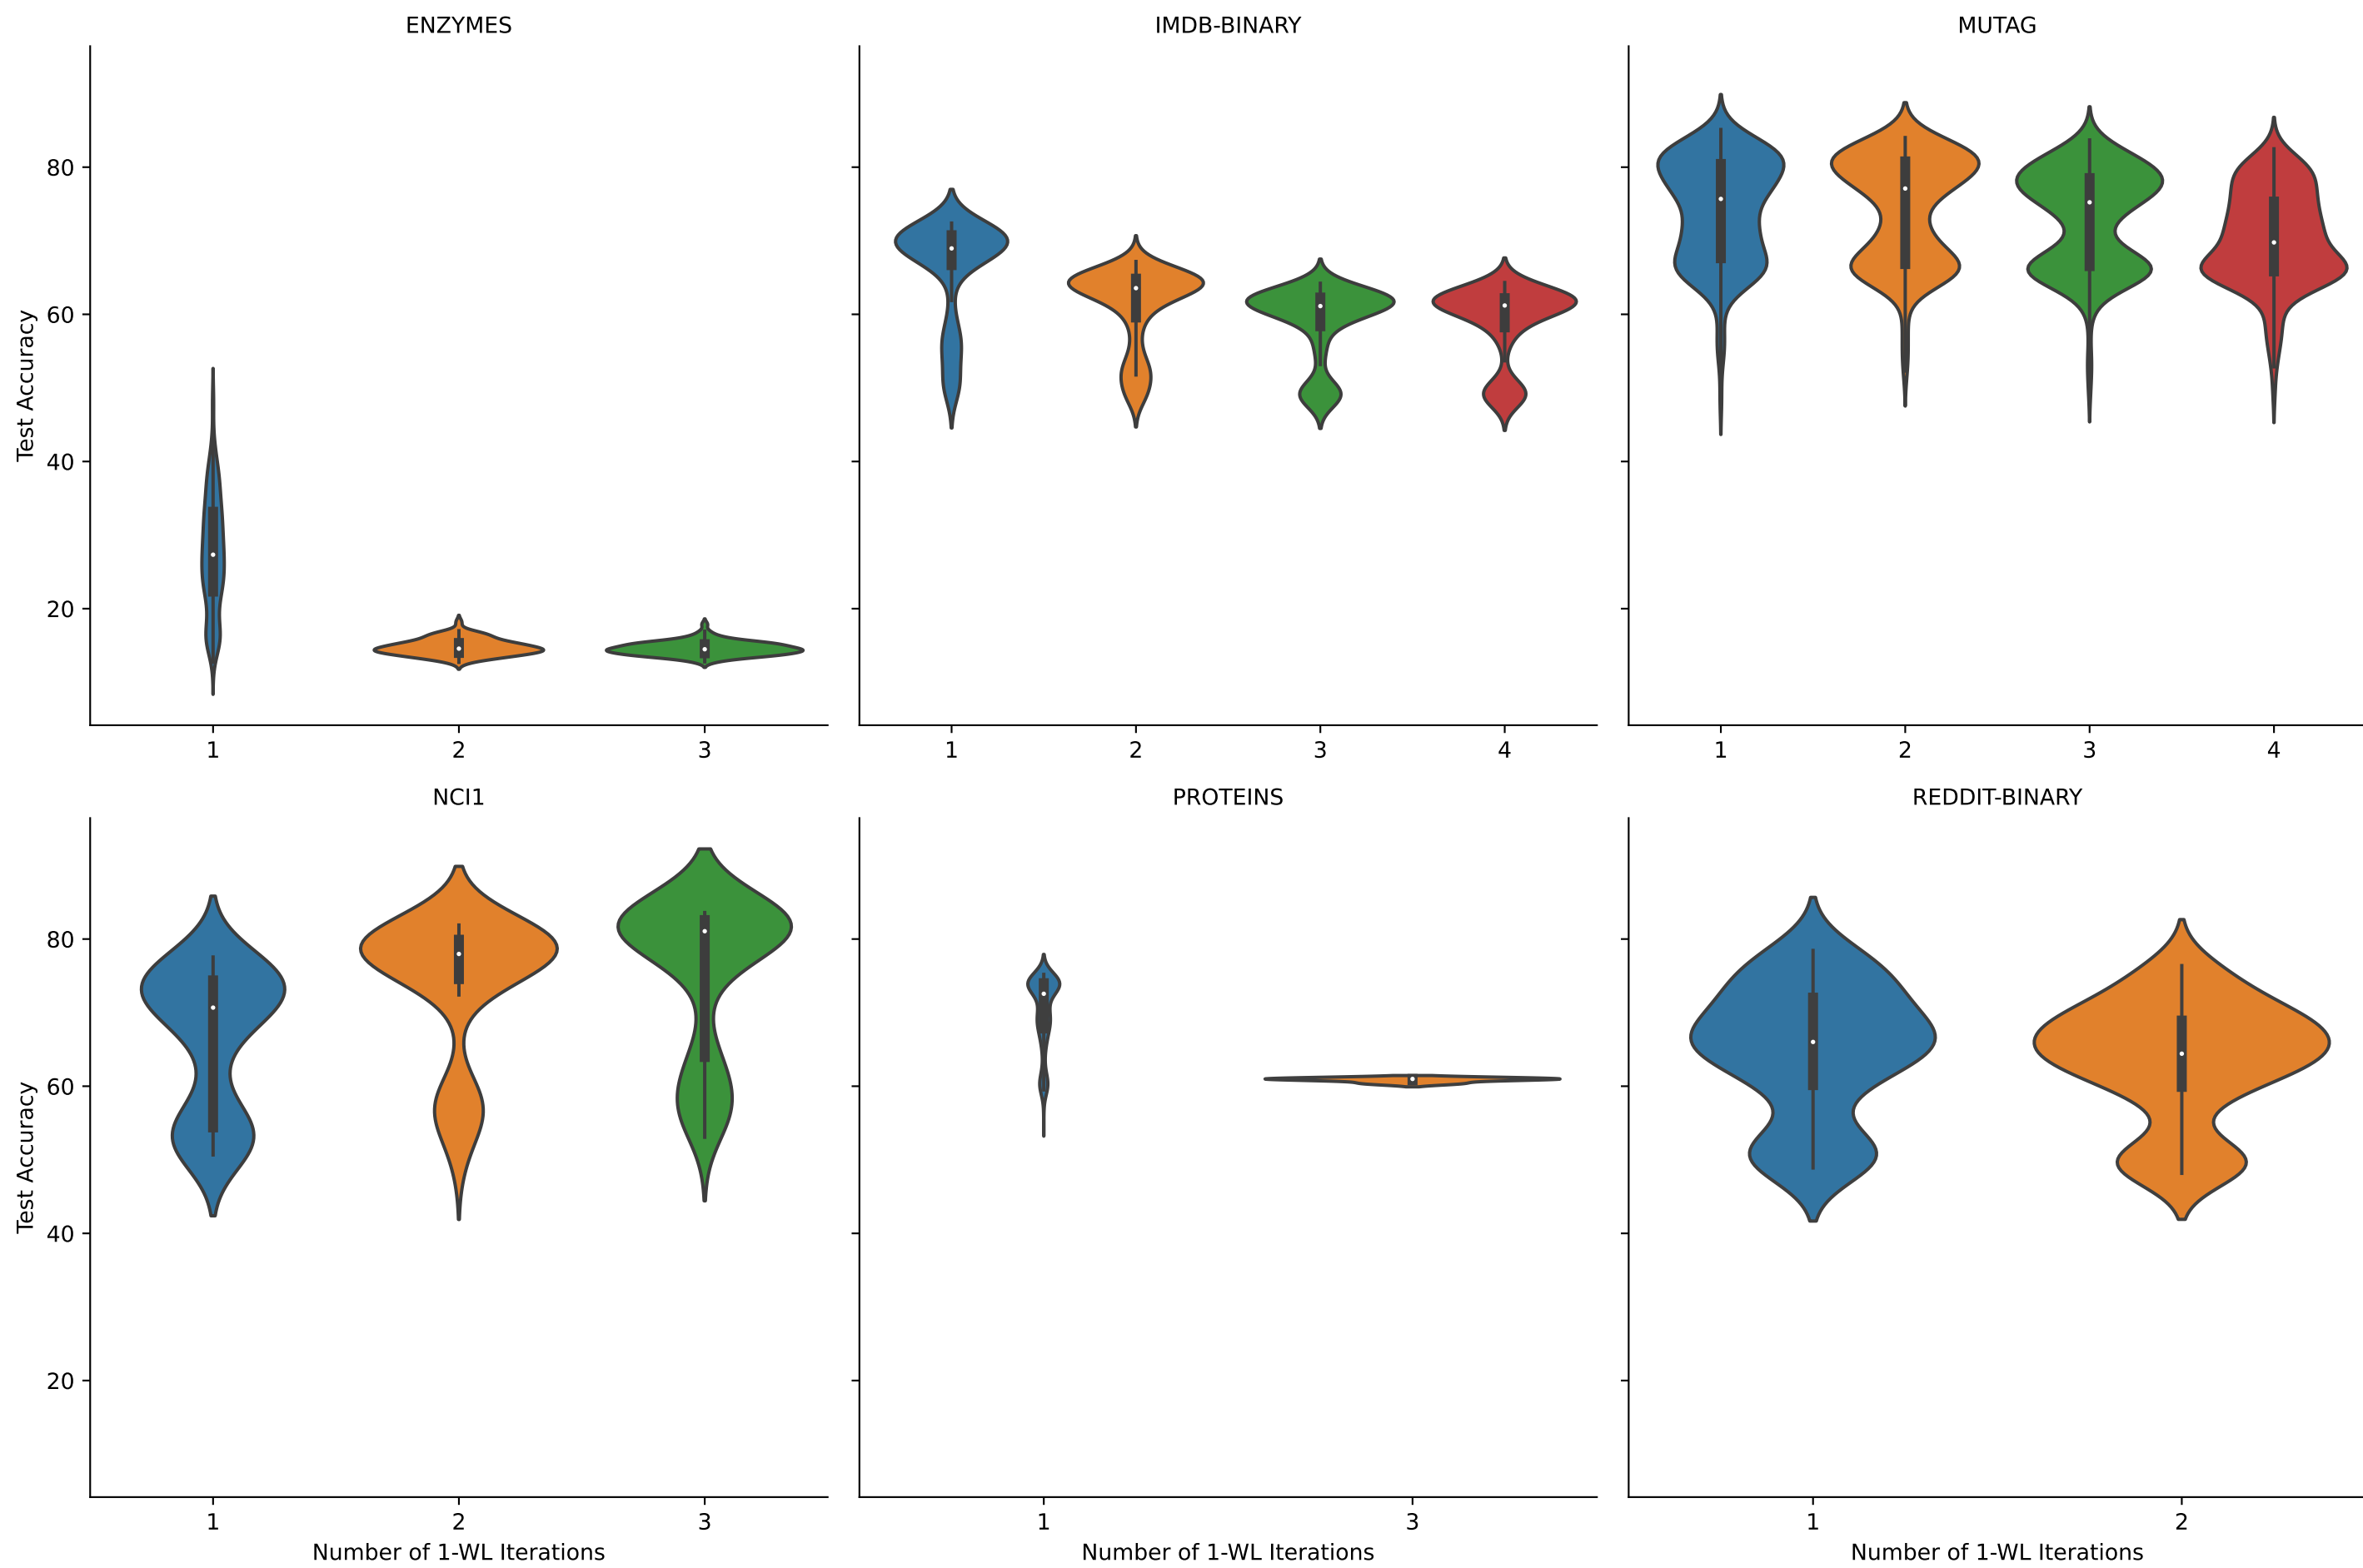 ENZYMES
IMDB-BINARY
MUTAG
Test Accuracy
80
60
40
20
1 2 3
1 2 3 4
1 2 3 4
NCI1
PROTEINS
REDDIT-BINARY
Test Accuracy
80
60
40
20
1 2 3
1 3
1 2
Number of 1-WL Iterations
Number of 1-WL Iterations
Number of 1-WL Iterations